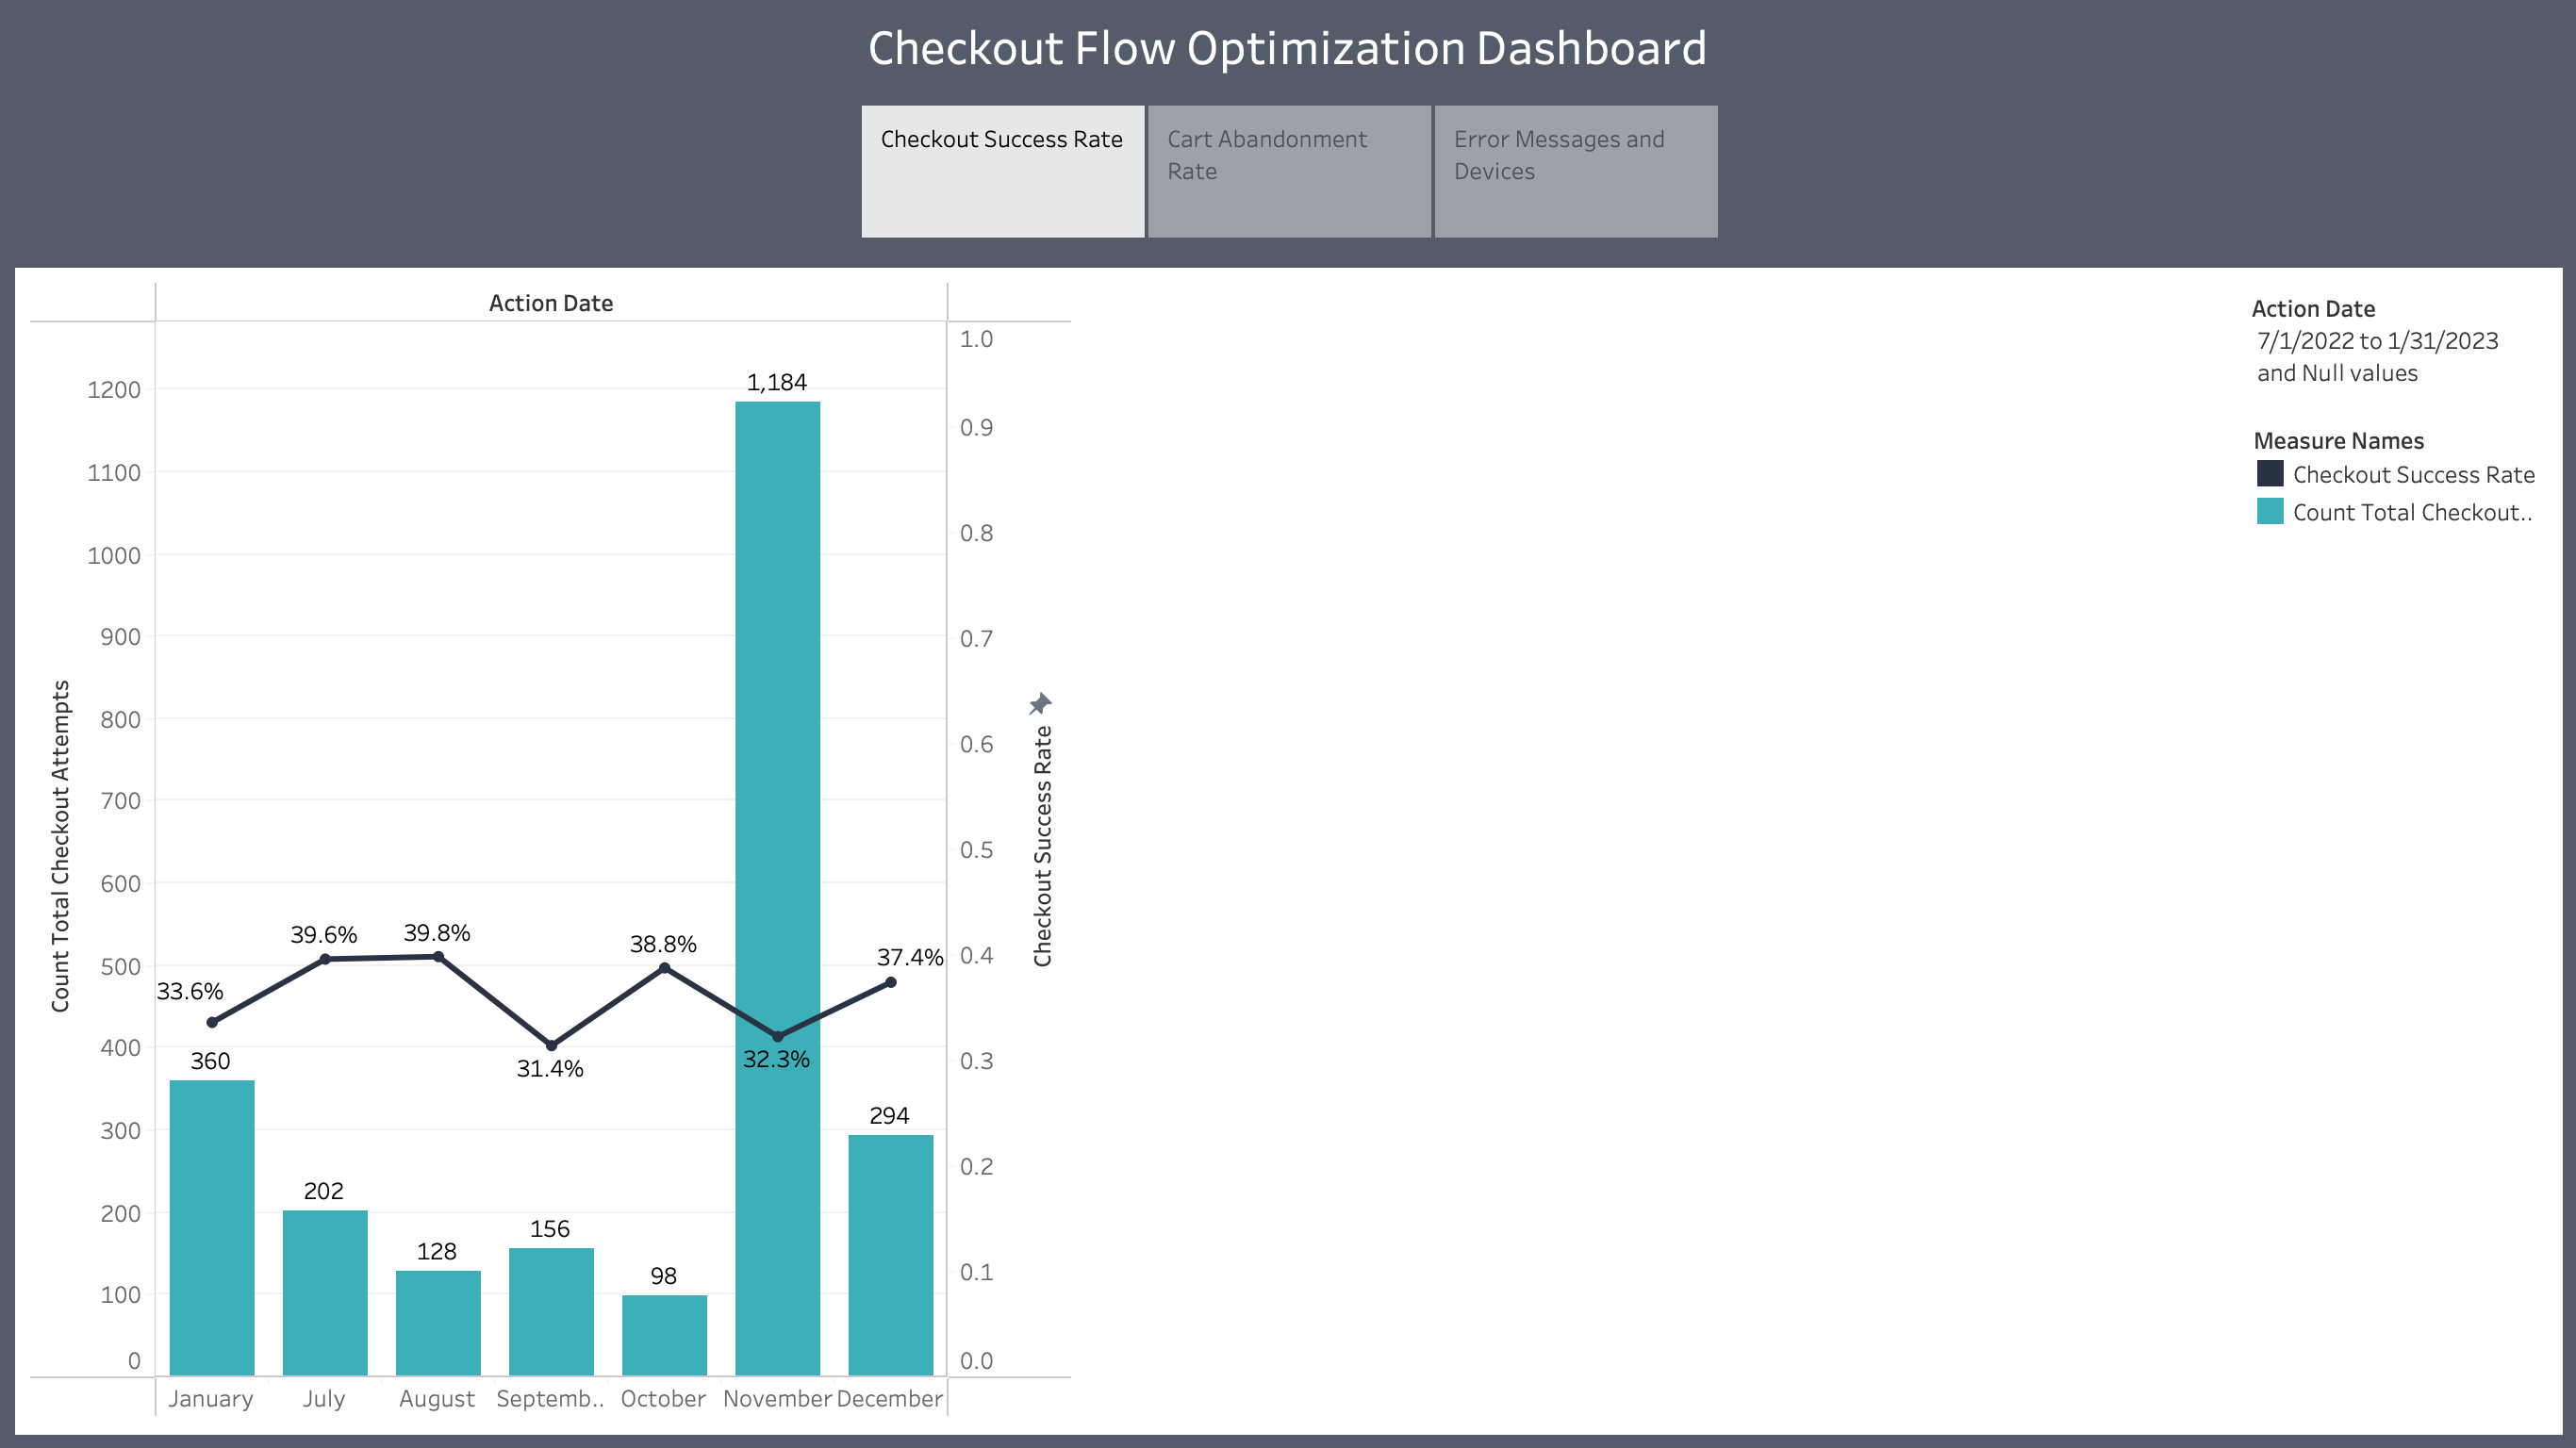 Checkout Flow Optimization Dashboard
Checkout Success Rate
Cart Abandonment
Rate
Error Messages and
Devices
Action Date
Count Total Checkout Attempts
1200
1100
1000
900
800
700
600
500
400
300
200
100
0
33.6%
39.6%
39.8%
31.4%
38.8%
32.3%
37.4%
360
202
128
156
98
1,184
294
January
July
August
Septemb..
October
November
December
1.0
0.9
0.8
0.7
0.6
0.5
0.4
0.3
0.2
0.1
0.0
Checkout Success Rate
Action Date
7/1/2022 to 1/31/2023
and Null values
Measure Names
Checkout Success Rate
Count Total Checkout..